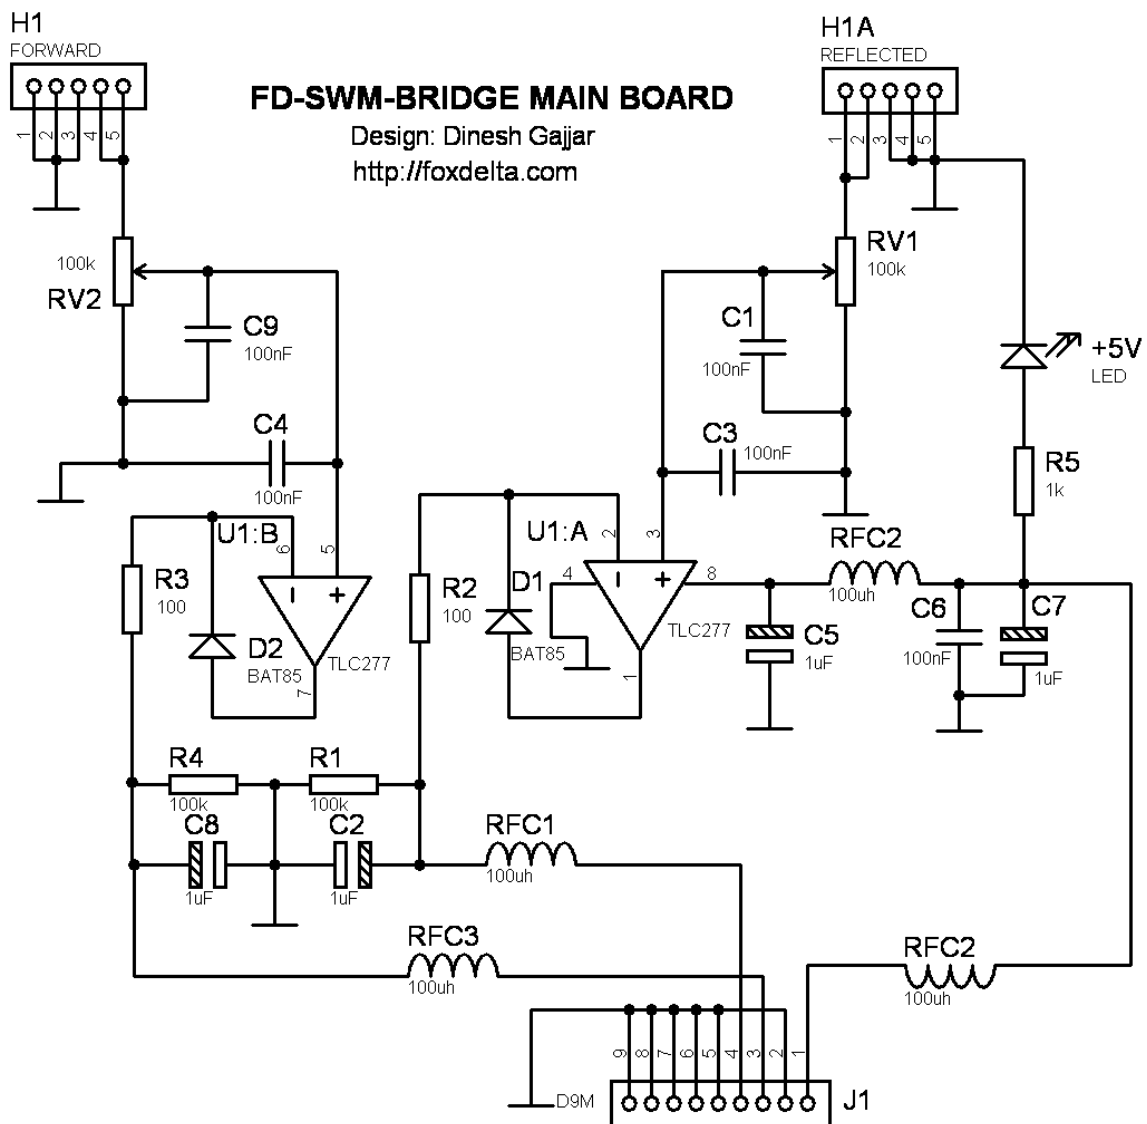 H1
FORWARD
1 2 3 4 5
FD-SWM-BRIDGE MAIN BOARD
Design: Dinesh Gajjar
http://foxdelta.com
H1A
REFLECTED
1 2 3 4 5
100k
RV2
C9
100nF
C4
100nF
RV1
100k
C1
100nF
C3
100nF
+5V
LED
R5
1k
U1:B
6
5
7
TLC277
R3
100
D2
BAT85
U1:A
2
3
4
8
1
TLC277
R2
100
D1
BAT85
RFC2
100uh
C5
1uF
C6
100nF
C7
1uF
R4
100k
R1
100k
C8
1uF
C2
1uF
RFC1
100uh
RFC3
100uh
RFC2
100uh
9 8 7 6 5 4 3 2 1
D9M
J1